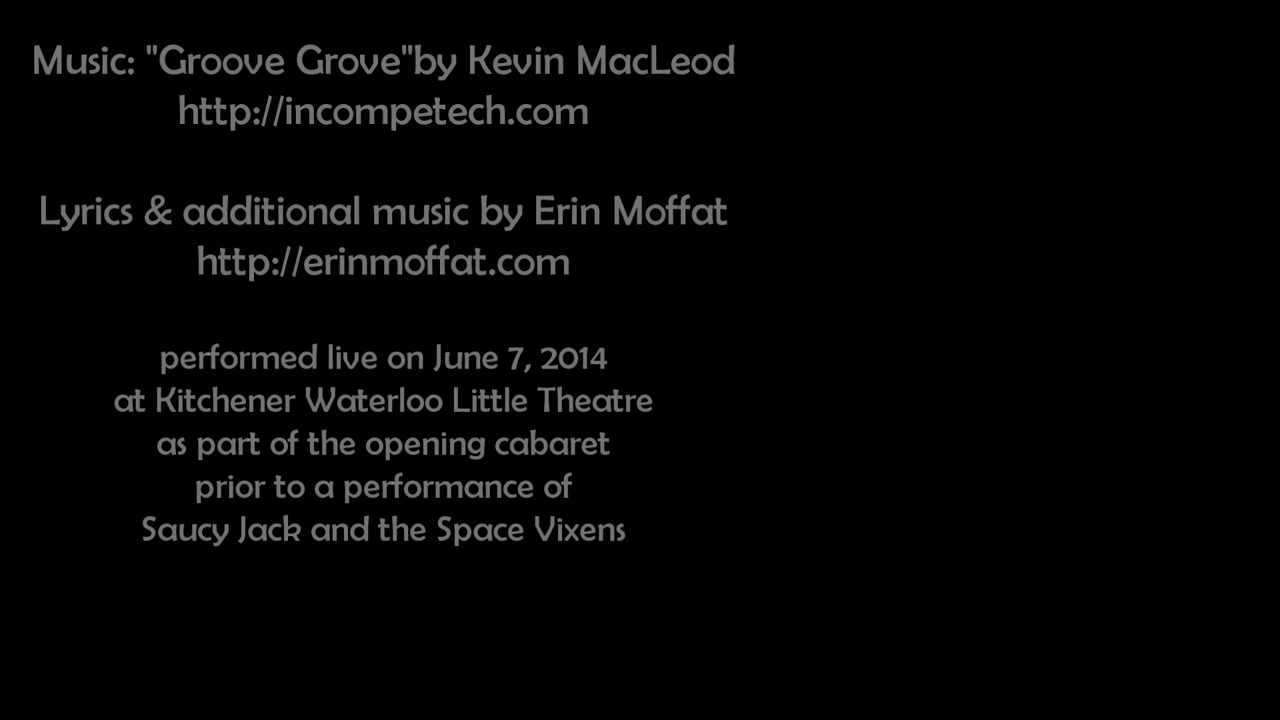 Music: "Groove Grove"by Kevin MacLeod
http://incompetech.com
Lyrics & additional music by Erin Moffat
http://erinmoffat.com
performed live on June 7, 2014
at Kitchener Waterloo Little Theatre
as part of the opening cabaret
prior to a performance of
Saucy Jack and the Space Vixens